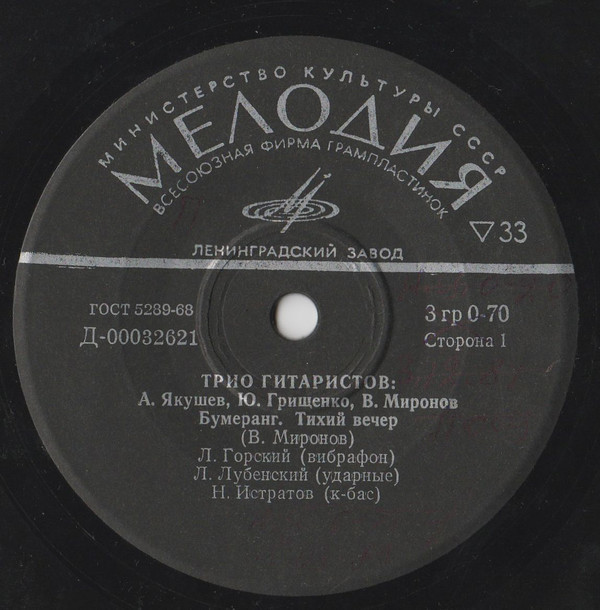 МИНИСТЕРСТВО КУЛЬТУРЫ СССР
МЕЛОДИЯ
ВСЕСОЮЗНАЯ ФИРМА ГРАМПЛАСТИНОК
▽33
ЛЕНИНГРАДСКИЙ ЗАВОД
ГОСТ 5289-68
3 гр 0-70
Д-00032621
Сторона 1
ТРИО ГИТАРИСТОВ:
А. Якушев, Ю. Грищенко, В. Миронов
Бумеранг. Тихий вечер
(В. Миронов)
Л. Горский (вибрафон)
Л. Лубенский (ударные)
Н. Истратов (к-бас)